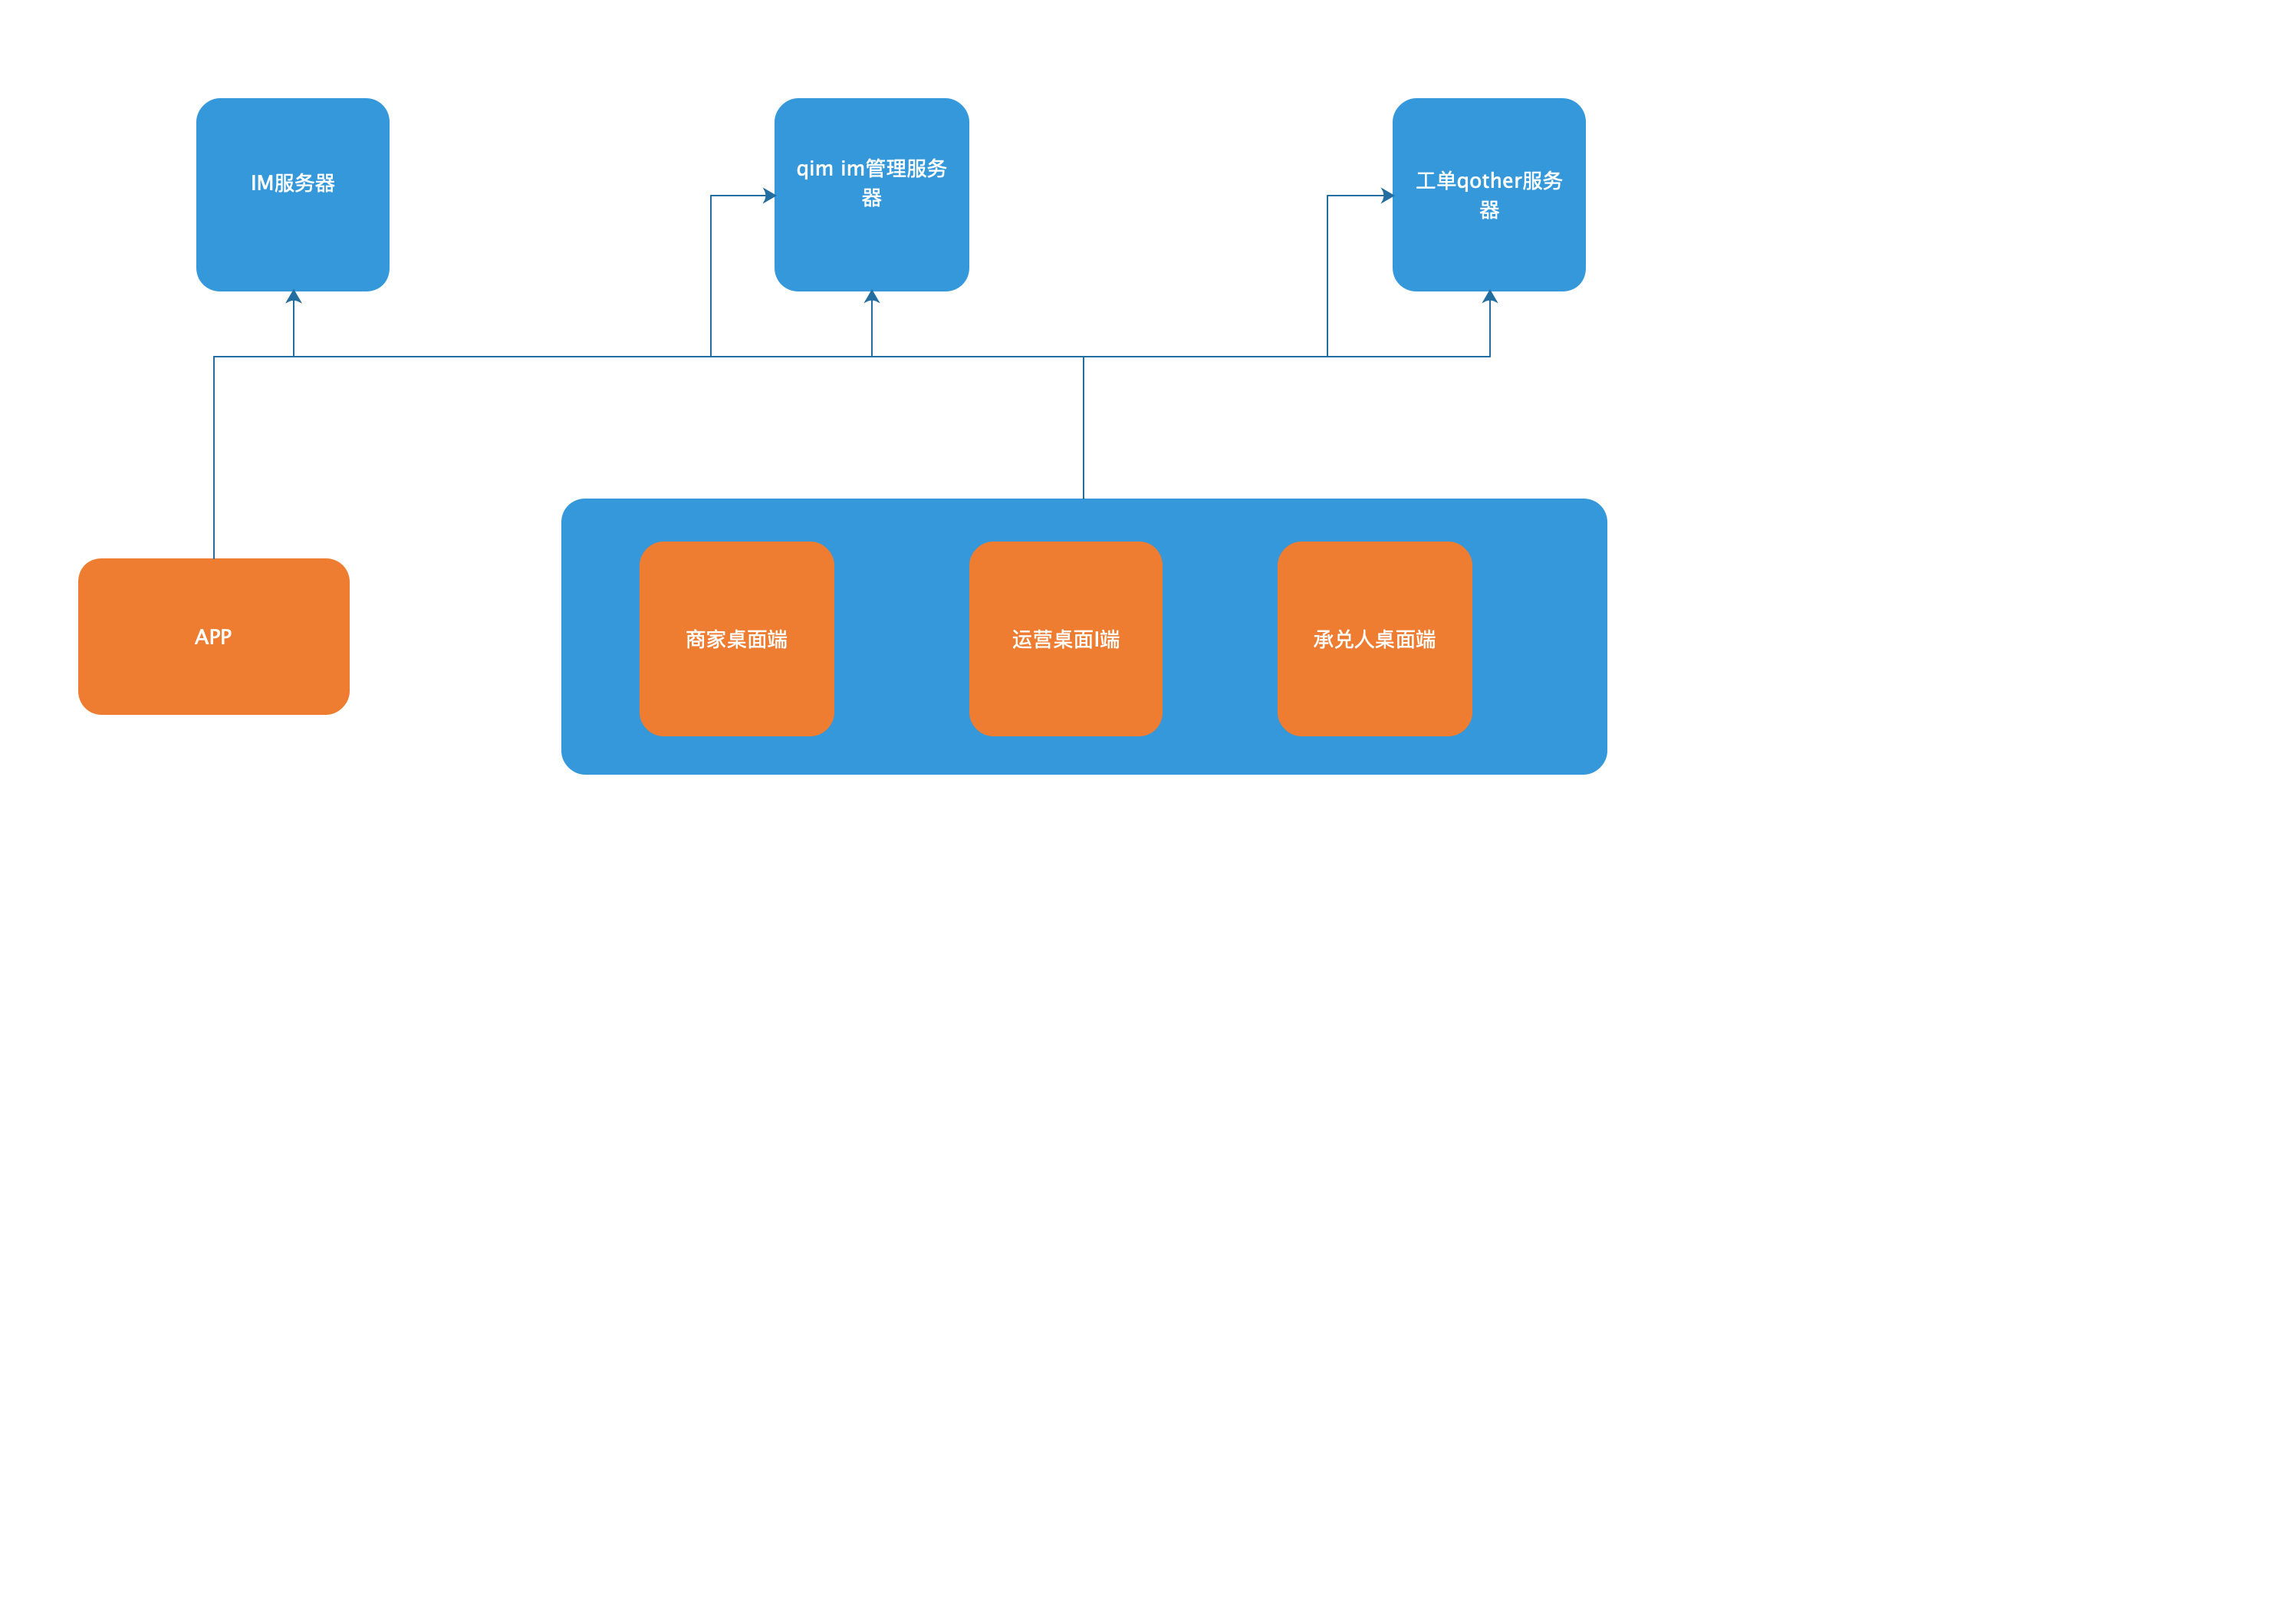 IM服务器
qim im管理服务
器
工单qother服务
器
APP
商家桌面端
运营桌面l端
承兑人桌面端